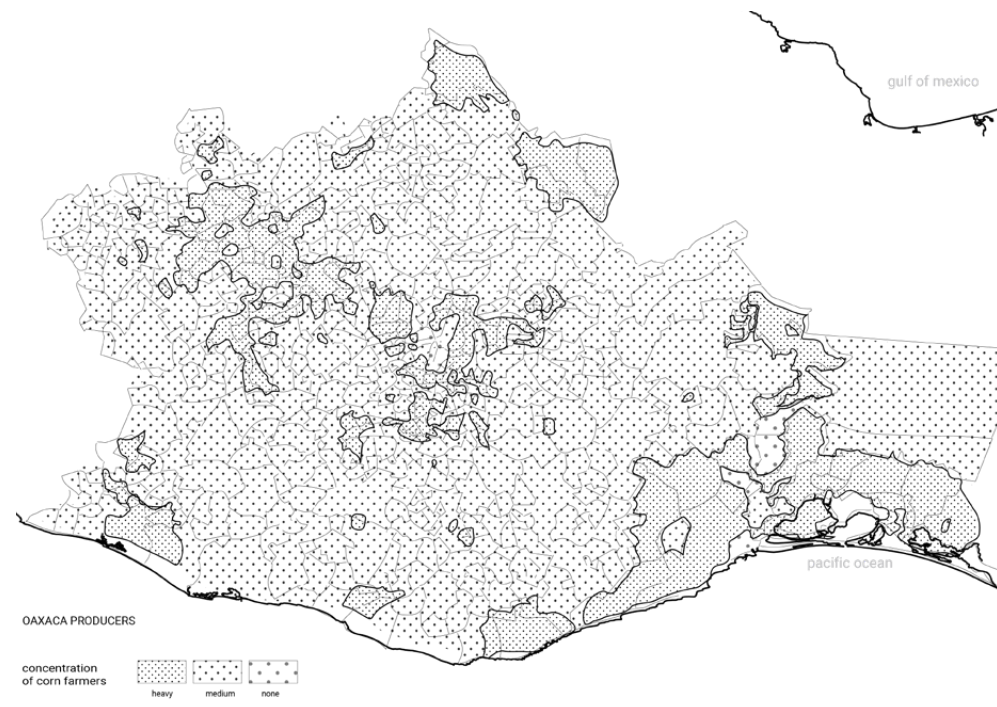 gulf of mexico
pacific ocean
OAXACA PRODUCERS
concentration
of corn farmers
heavy medium none